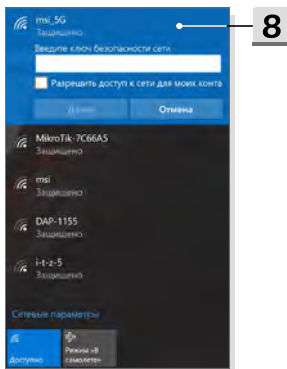 msi_5G
Защищено
8
Введите ключ безопасности сети
Разрешить доступ к сети для моих конта
Далее
Отмена
MikroTik-7C66A5
Защищено
msi
Защищено
DAP-1155
Защищено
i-t-z-5
Защищено
Сетевые параметры
Доступно
Режим «В
самолете»